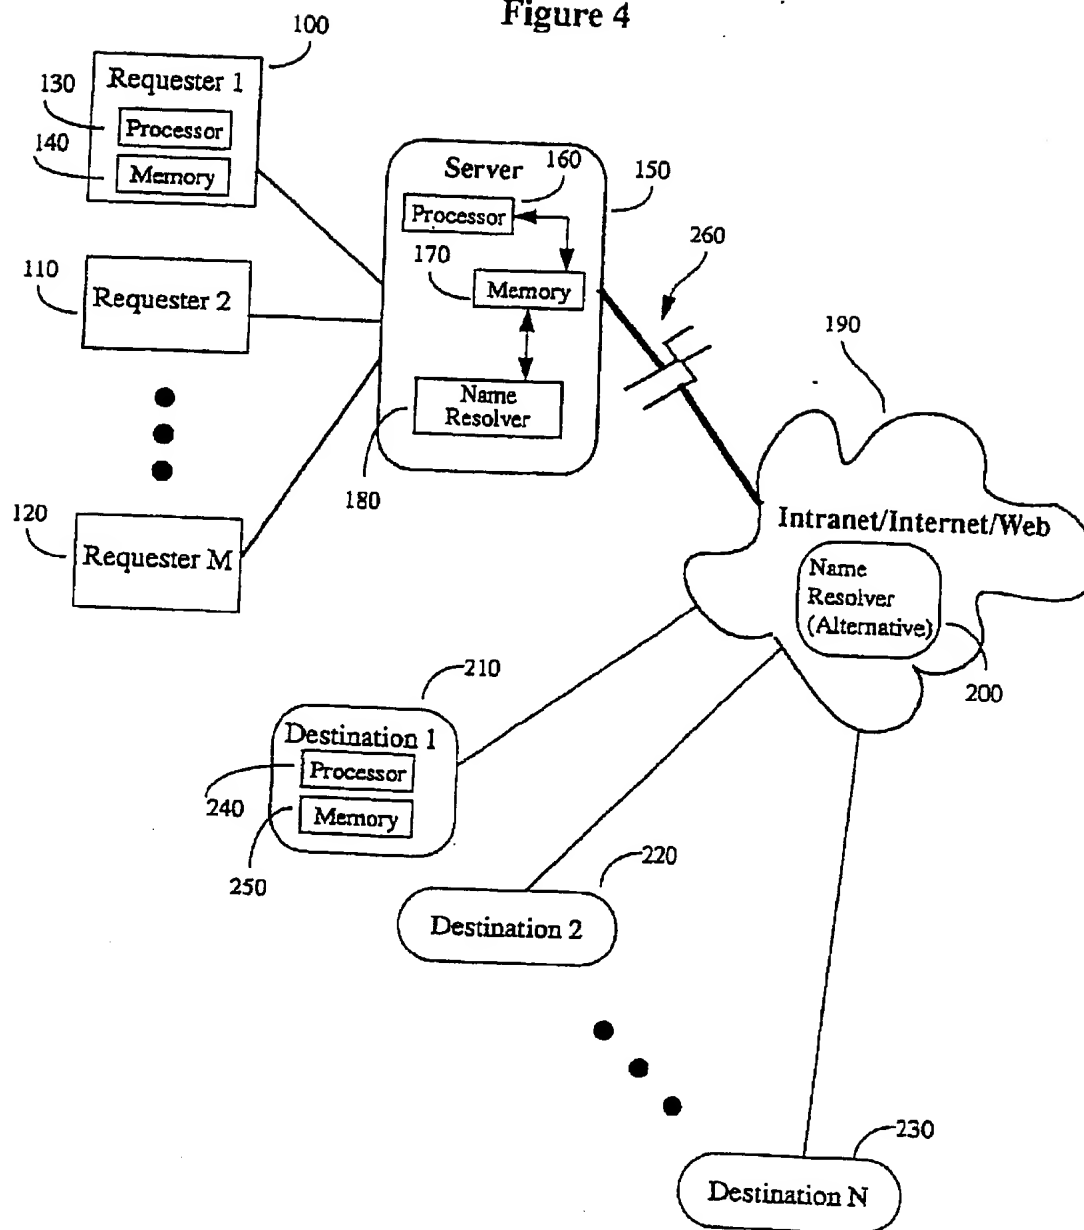 Figure 4
100
Requester 1
130
Processor
140
Memory
Server
160
150
Processor
110
Requester 2
170
Memory
260
190
Name
Resolver
180
120
Requester M
Intranet/Internet/Web
Name
Resolver
(Alternative)
200
210
Destination 1
Processor
240
Memory
250
220
Destination 2
230
Destination N